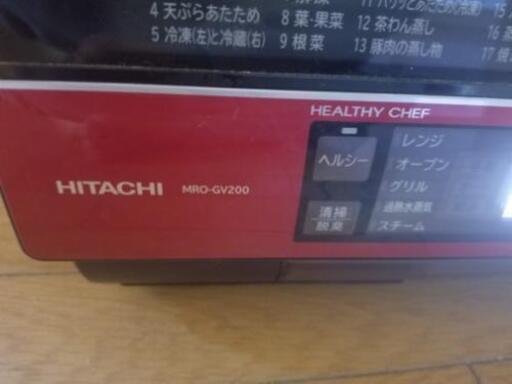 4 天ぷらあたため
8 葉・果菜
12 茶わん蒸し
5 冷凍(左)と冷蔵(右)
9 根菜
13 豚肉の蒸し物
HEALTHY CHEF
ヘルシー
レンジ
オーブン
グリル
過熱水蒸気
スチーム
清掃
脱臭
HITACHI MRO-GV200